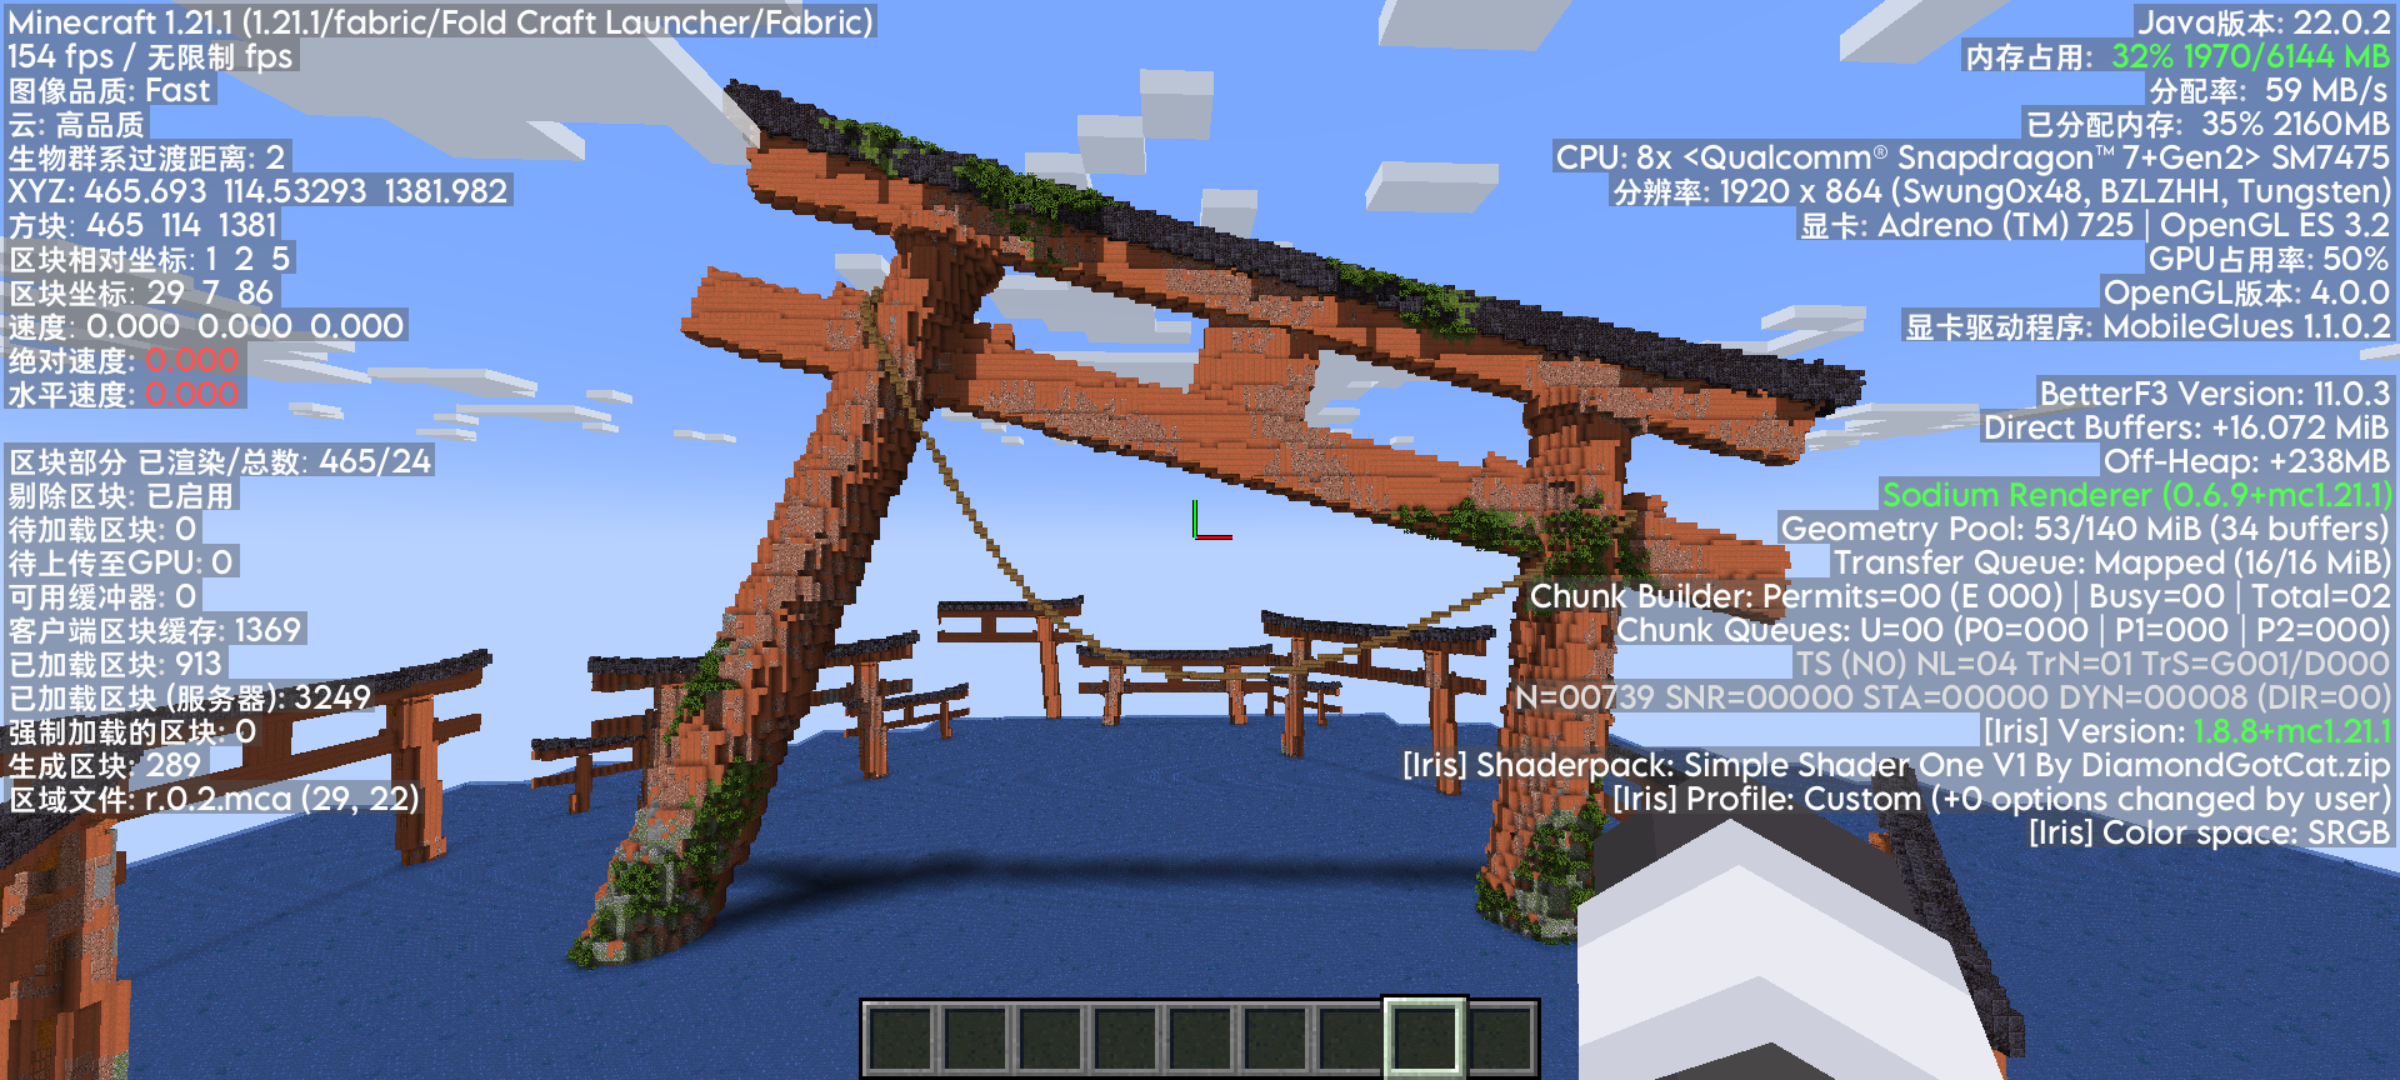 Minecraft 1.21.1 (1.21.1/fabric/Fold Craft Launcher/Fabric)
154 fps / 无限制 fps
图像品质: Fast
云: 高品质
生物群系过渡距离: 2
XYZ: 465.693 114.53293 1381.982
方块: 465 114 1381
区块相对坐标: 1 2 5
区块坐标: 29 7 86
速度: 0.000 0.000 0.000
绝对速度: 0.000
水平速度: 0.000
区块部分 已渲染/总数: 465/24
剔除区块: 已启用
待加载区块: 0
待上传至GPU: 0
可用缓冲器: 0
客户端区块缓存: 1369
已加载区块: 913
已加载区块 (服务器): 3249
强制加载的区块: 0
生成区块: 289
区域文件: r.0.2.mca (29, 22)
Java版本: 22.0.2
内存占用: 32% 1970/6144 MB
分配率: 59 MB/s
已分配内存: 35% 2160MB
CPU: 8x <Qualcomm® Snapdragon™ 7+Gen2> SM7475
分辨率: 1920 x 864 (Swung0x48, BZLZHH, Tungsten)
显卡: Adreno (TM) 725 | OpenGL ES 3.2
GPU占用率: 50%
OpenGL版本: 4.0.0
显卡驱动程序: MobileGlues 1.1.0.2
BetterF3 Version: 11.0.3
Direct Buffers: +16.072 MiB
Off-Heap: +238MB
Sodium Renderer (0.6.9+mc1.21.1)
Geometry Pool: 53/140 MiB (34 buffers)
Transfer Queue: Mapped (16/16 MiB)
Chunk Builder: Permits=00 (E 000) | Busy=00 | Total=02
Chunk Queues: U=00 (P0=000 | P1=000 | P2=000)
TS (N0) NL=04 TrN=01 TrS=G001/D000
N=00739 SNR=00000 STA=00000 DYN=00008 (DIR=00)
[Iris] Version: 1.8.8+mc1.21.1
[Iris] Shaderpack: Simple Shader One V1 By DiamondGotCat.zip
[Iris] Profile: Custom (+0 options changed by user)
[Iris] Color space: SRGB